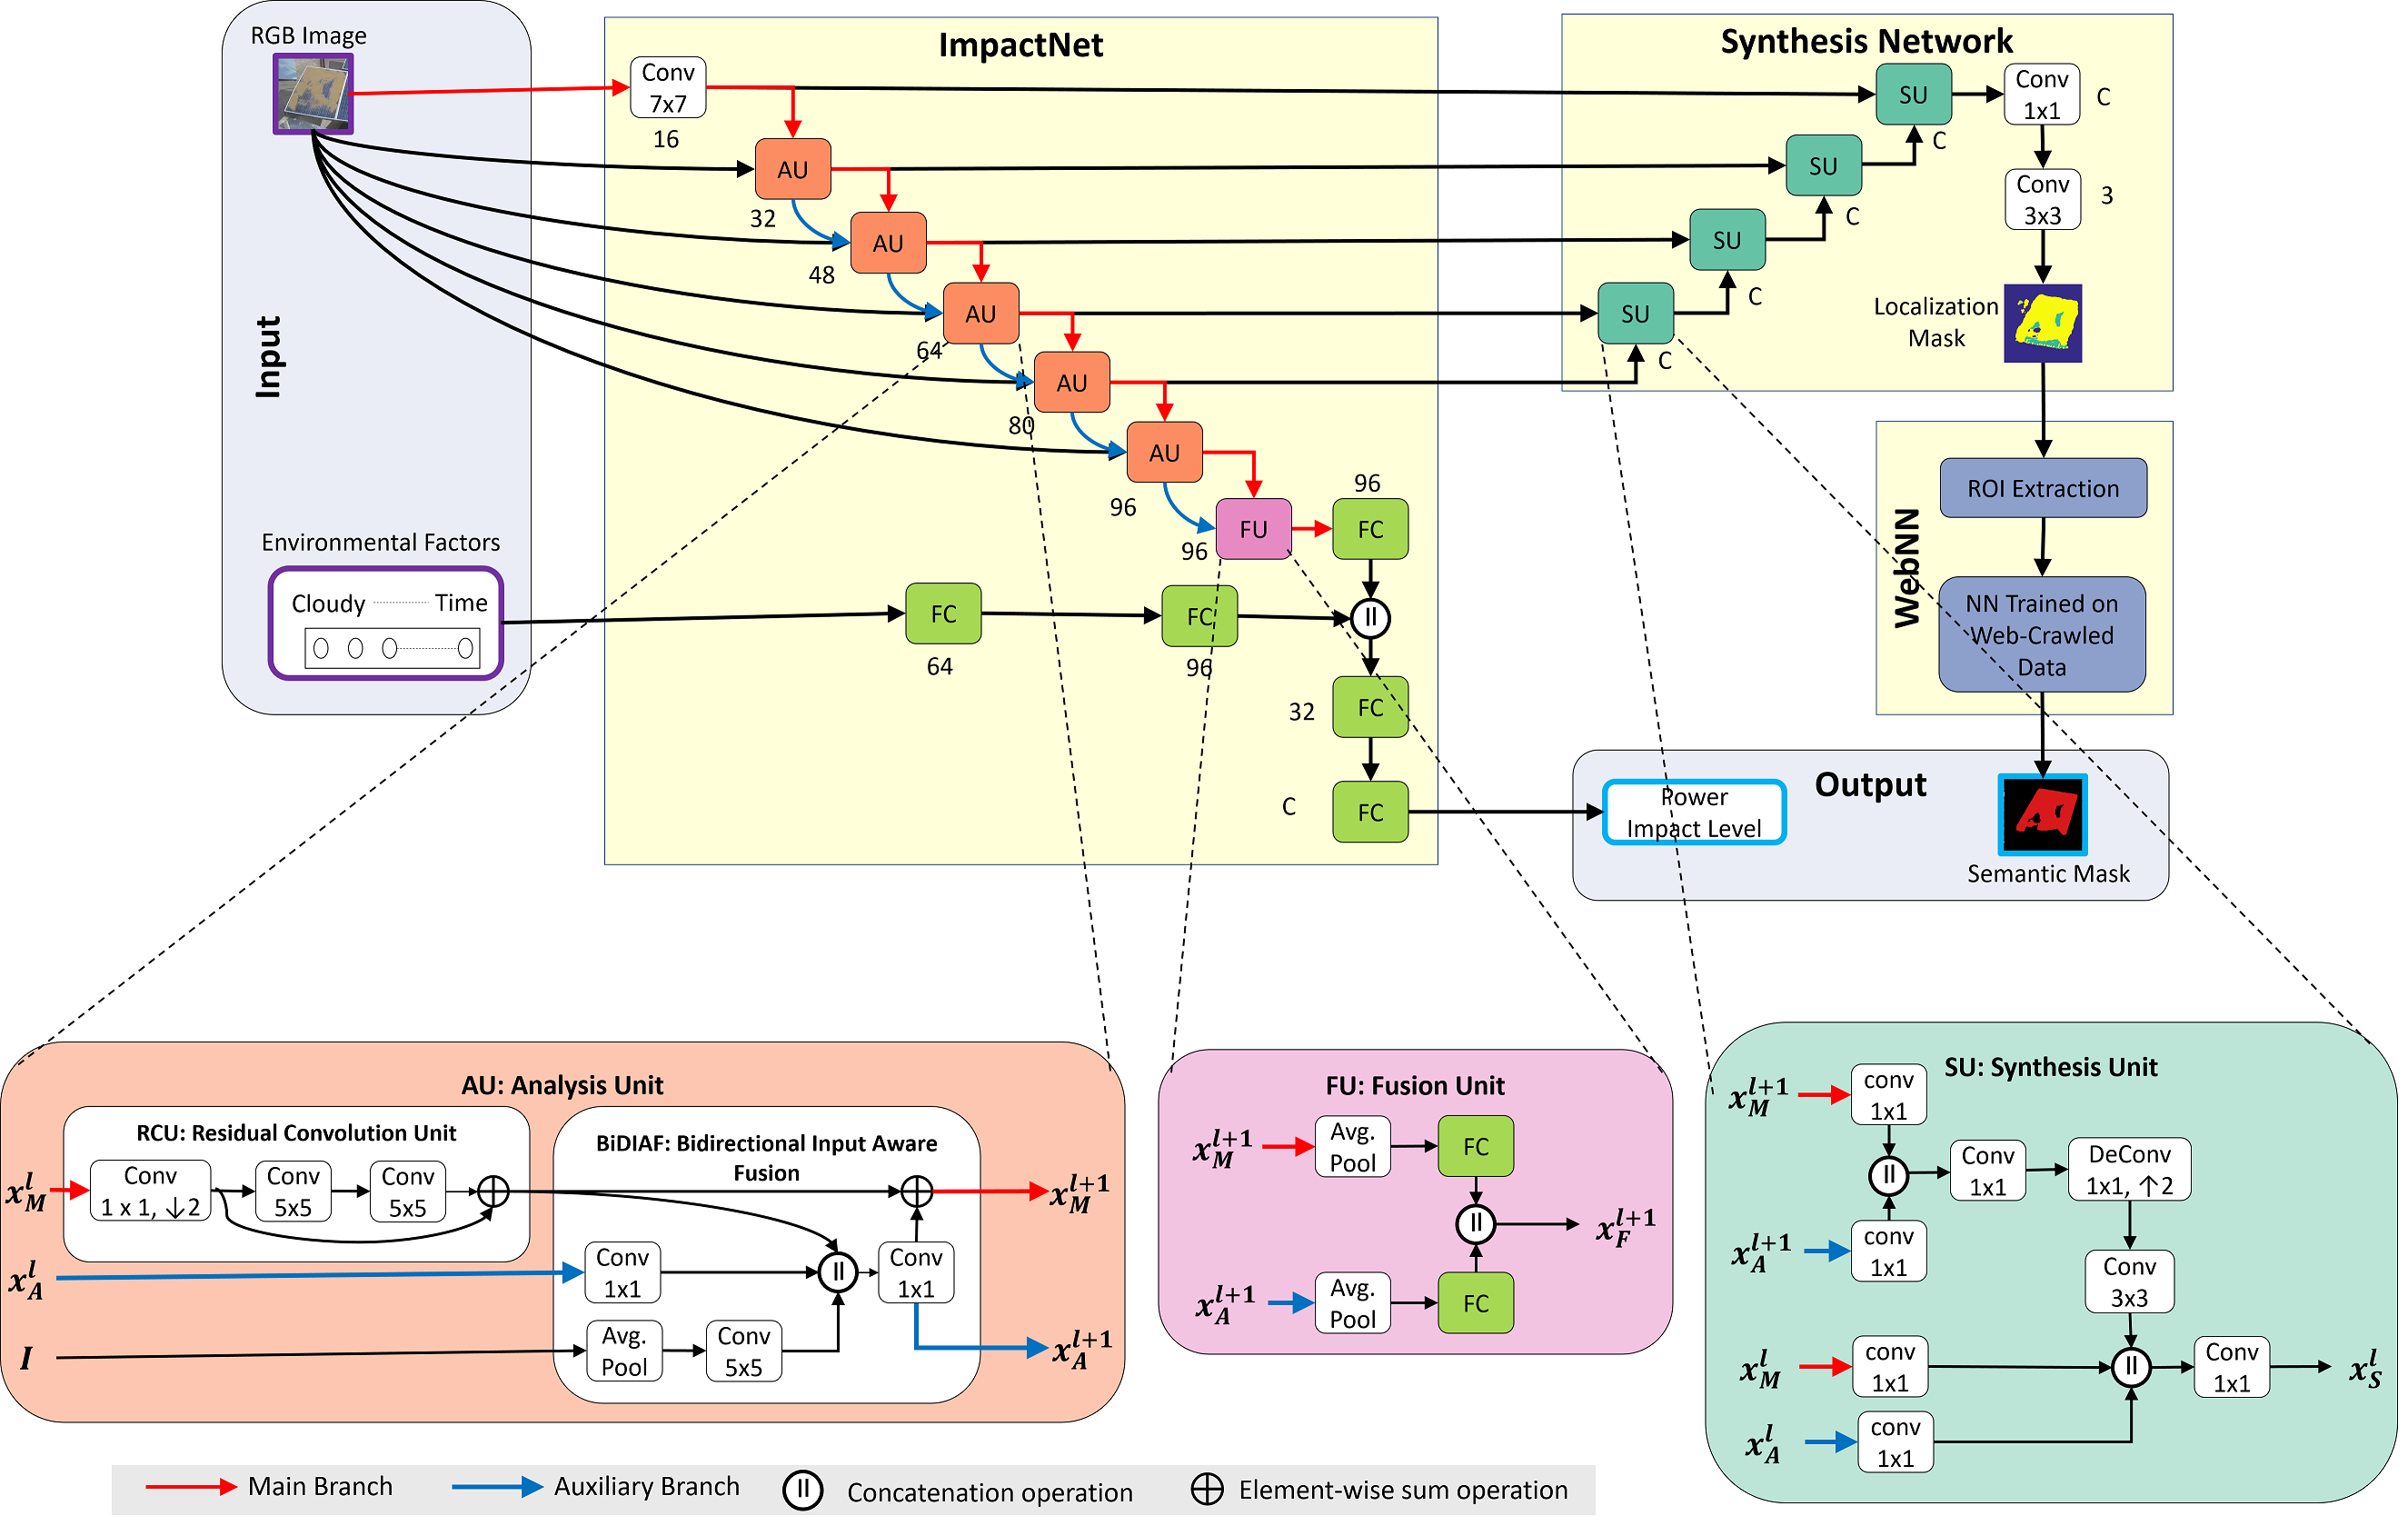 RGB Image
Input
Environmental Factors
Cloudy
Time
ImpactNet
Conv
7x7
16
AU
32
AU
48
AU
64
AU
80
AU
96
FU
96
FC
96
FC
64
FC
96
II
FC
32
FC
C
Synthesis Network
SU
C
SU
C
SU
C
SU
C
Conv
1x1
C
Conv
3x3
3
Localization
Mask
WebNN
ROI Extraction
NN Trained on
Web-Crawled
Data
Output
Power
Impact Level
Semantic Mask
AU: Analysis Unit
RCU: Residual Convolution Unit
x_M^l
Conv
1 x 1, ↓2
Conv
5x5
Conv
5x5
BiDIAF: Bidirectional Input Aware
Fusion
x_A^l
Conv
1x1
II
Conv
1x1
I
Avg.
Pool
Conv
5x5
x_M^{l+1}
x_A^{l+1}
FU: Fusion Unit
x_M^{l+1}
Avg.
Pool
FC
II
x_F^{l+1}
x_A^{l+1}
Avg.
Pool
FC
SU: Synthesis Unit
x_M^{l+1}
conv
1x1
II
Conv
1x1
DeConv
1x1, ↑2
x_A^{l+1}
conv
1x1
Conv
3x3
x_M^l
conv
1x1
II
Conv
1x1
x_S^l
x_A^l
conv
1x1
Main Branch
Auxiliary Branch
II
Concatenation operation
Element-wise sum operation